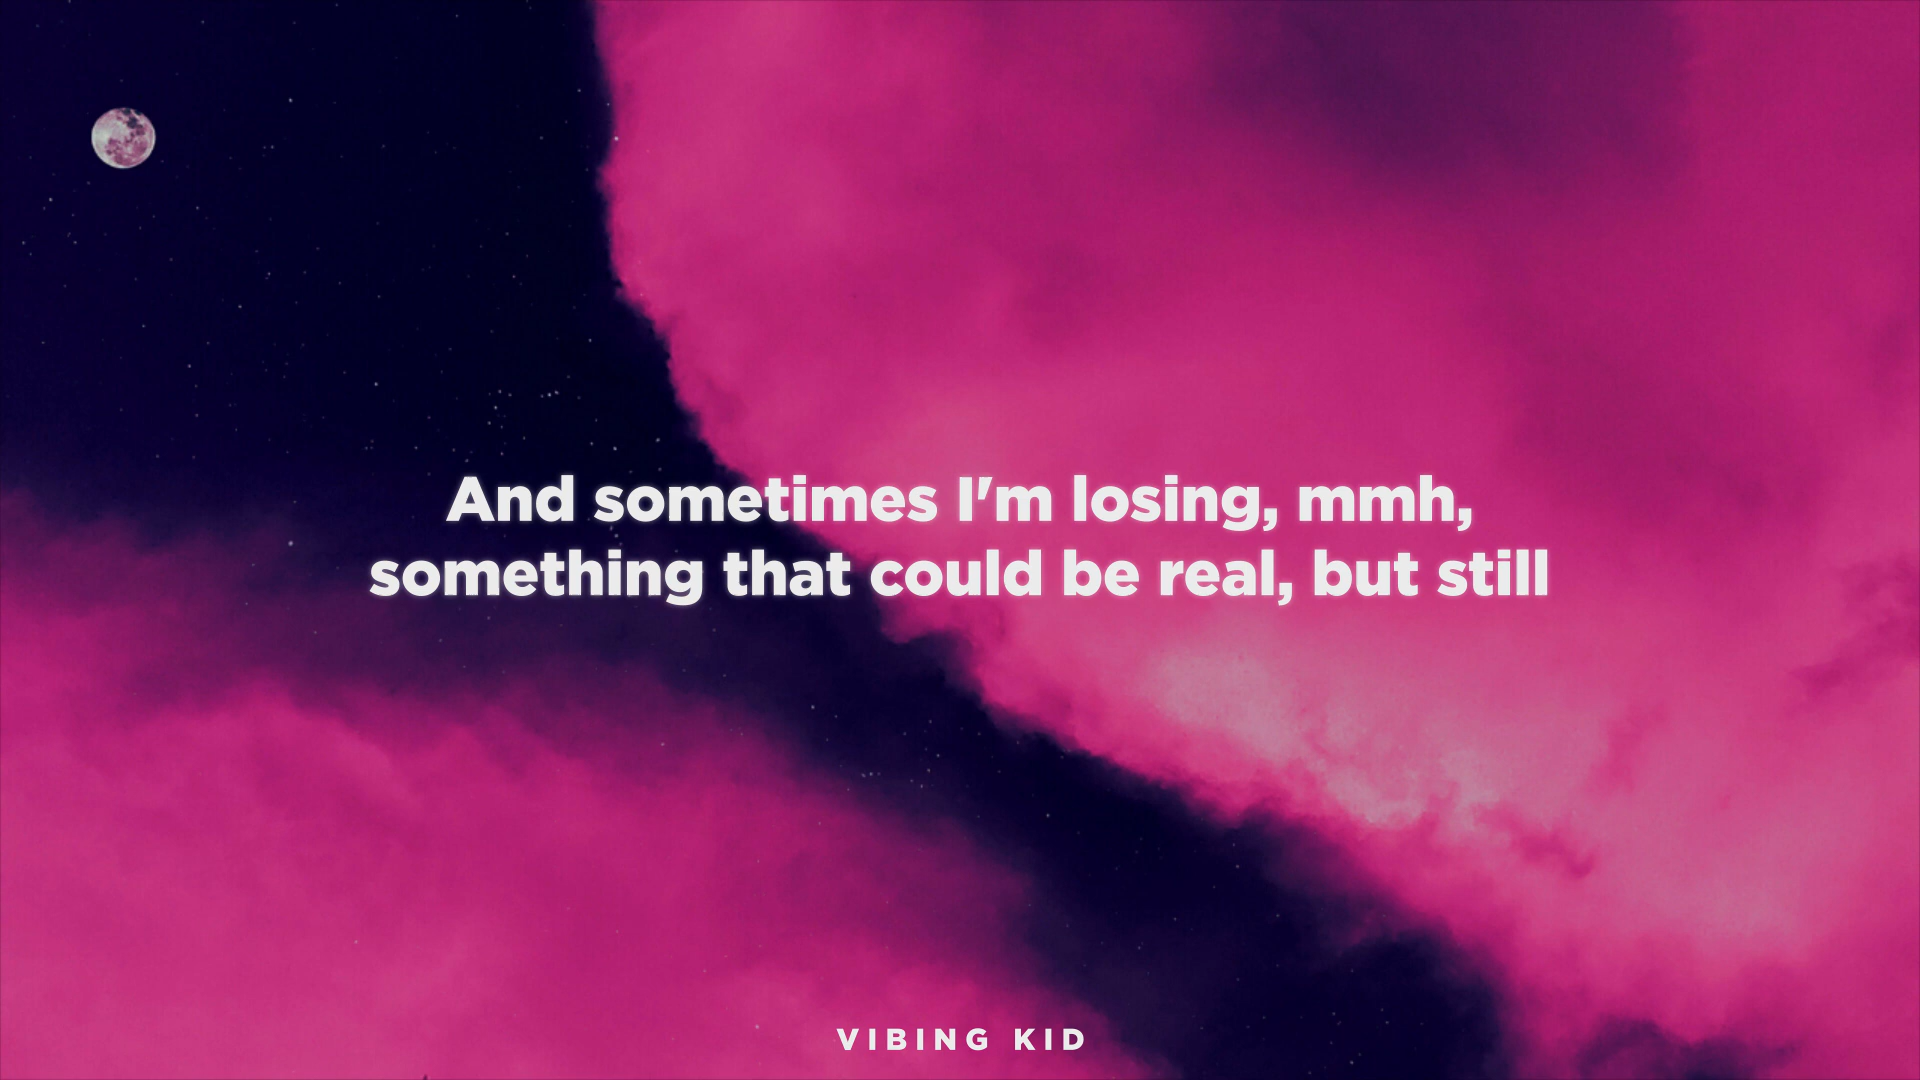 And sometimes I'm losing, mmh,
something that could be real, but still
VIBING KID